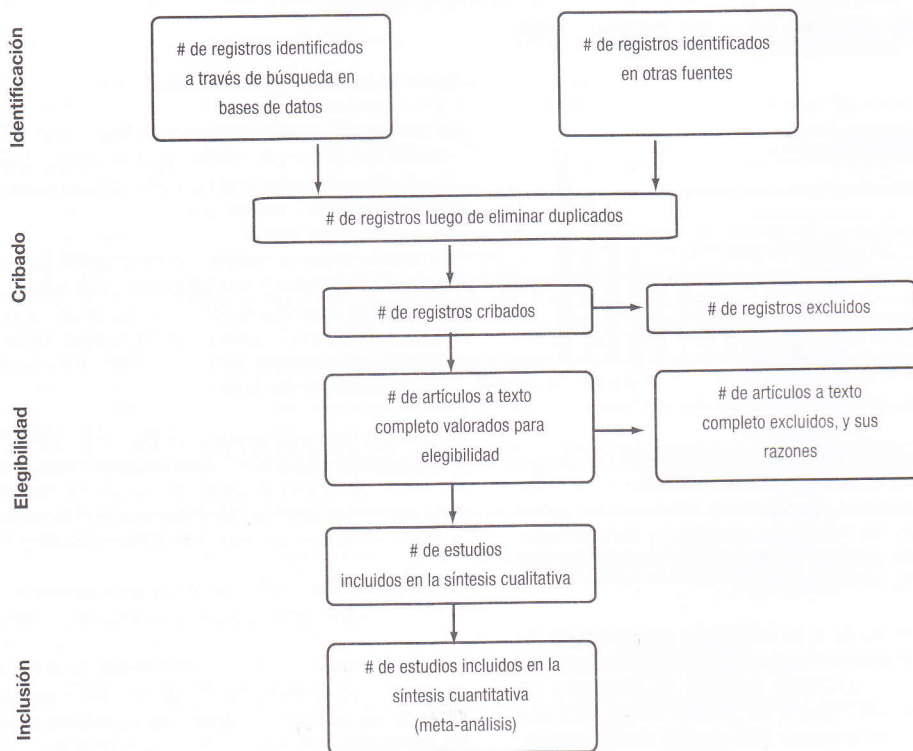 Identificación
# de registros identificados
a través de búsqueda en
bases de datos
# de registros identificados
en otras fuentes
Cribado
# de registros luego de eliminar duplicados
# de registros cribados
# de registros excluidos
Elegibilidad
# de artículos a texto
completo valorados para
elegibilidad
# de artículos a texto
completo excluidos, y sus
razones
# de estudios
incluidos en la síntesis cualitativa
Inclusión
# de estudios incluidos en la
síntesis cuantitativa
(meta-análisis)